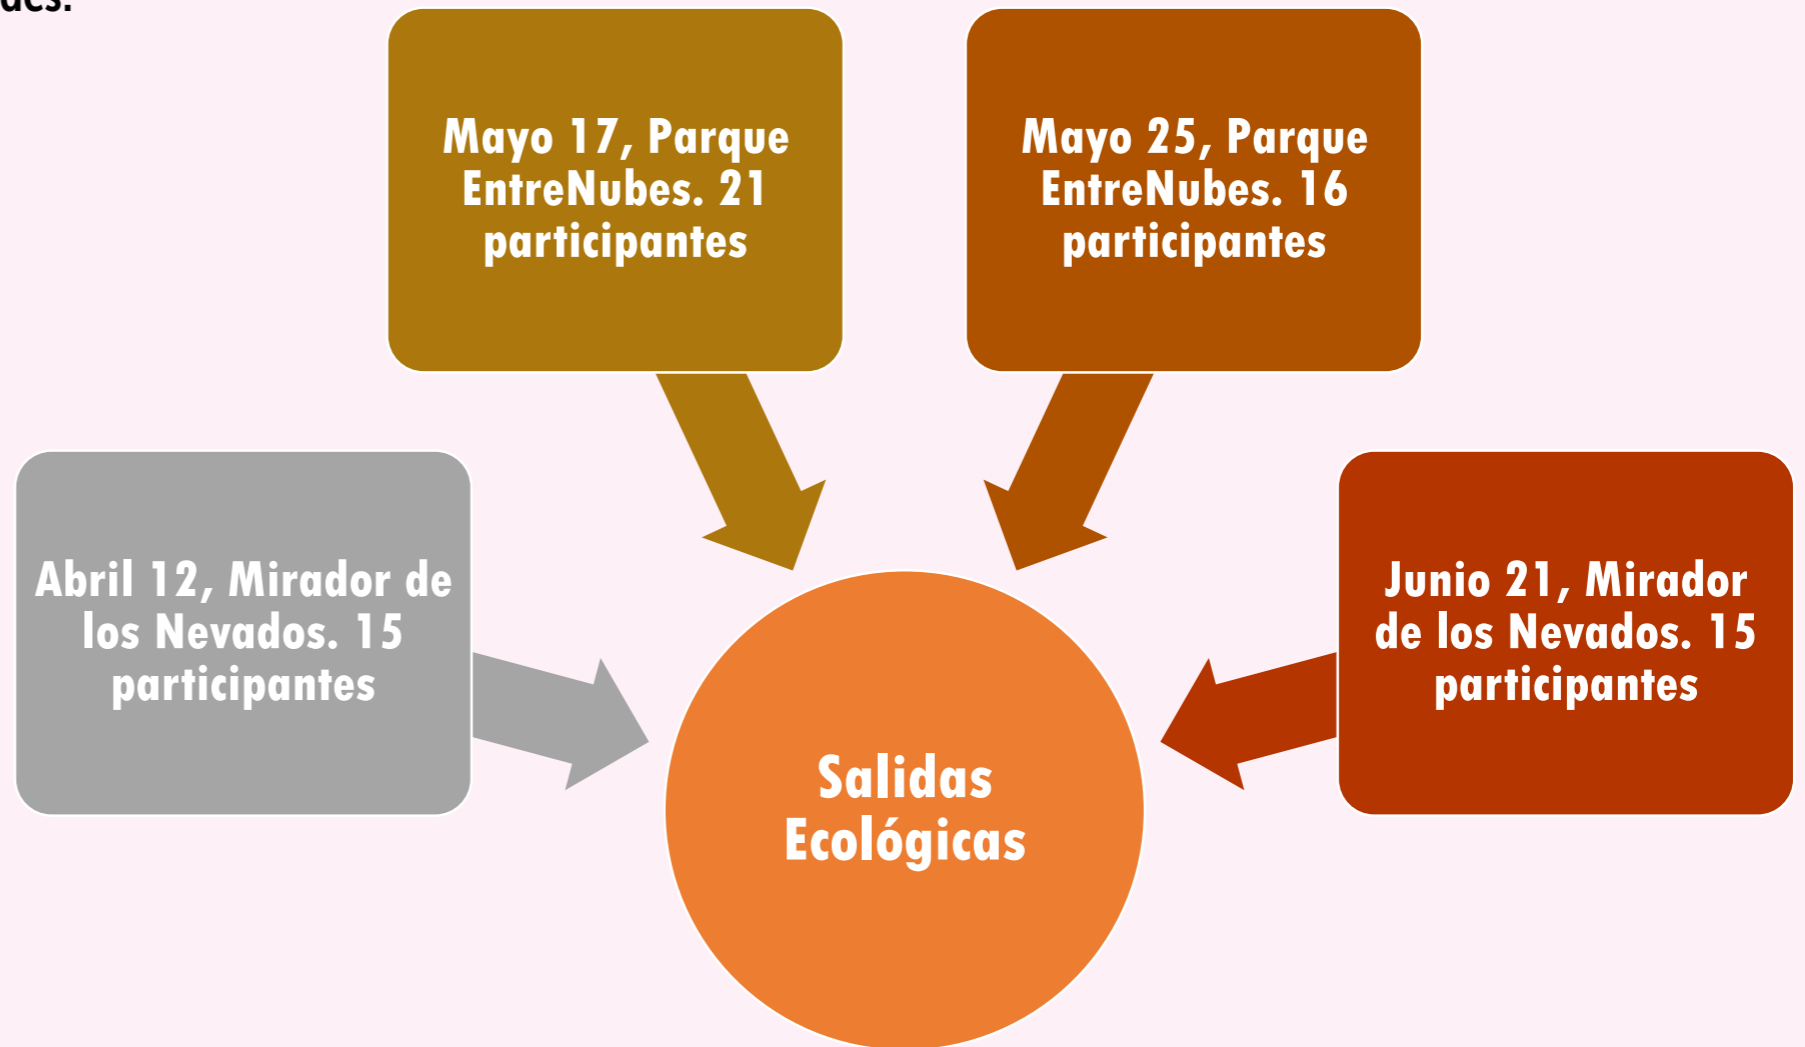 Mayo 17, Parque
EntreNubes. 21
participantes
Mayo 25, Parque
EntreNubes. 16
participantes
Abril 12, Mirador de
los Nevados. 15
participantes
Junio 21, Mirador
de los Nevados. 15
participantes
Salidas
Ecológicas